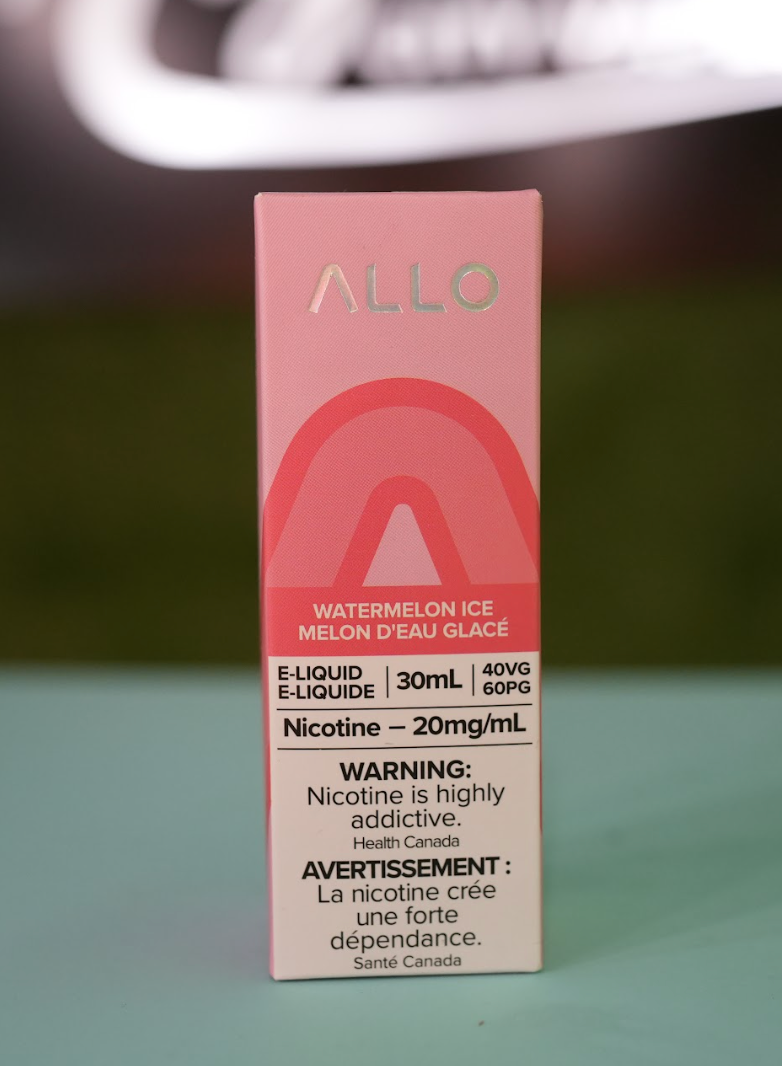 ALLO
WATERMELON ICE
MELON D'EAU GLACÉ
E-LIQUID
E-LIQUIDE
30mL
40VG
60PG
Nicotine – 20mg/mL
WARNING:
Nicotine is highly
addictive.
Health Canada
AVERTISSEMENT :
La nicotine crée
une forte
dépendance.
Santé Canada